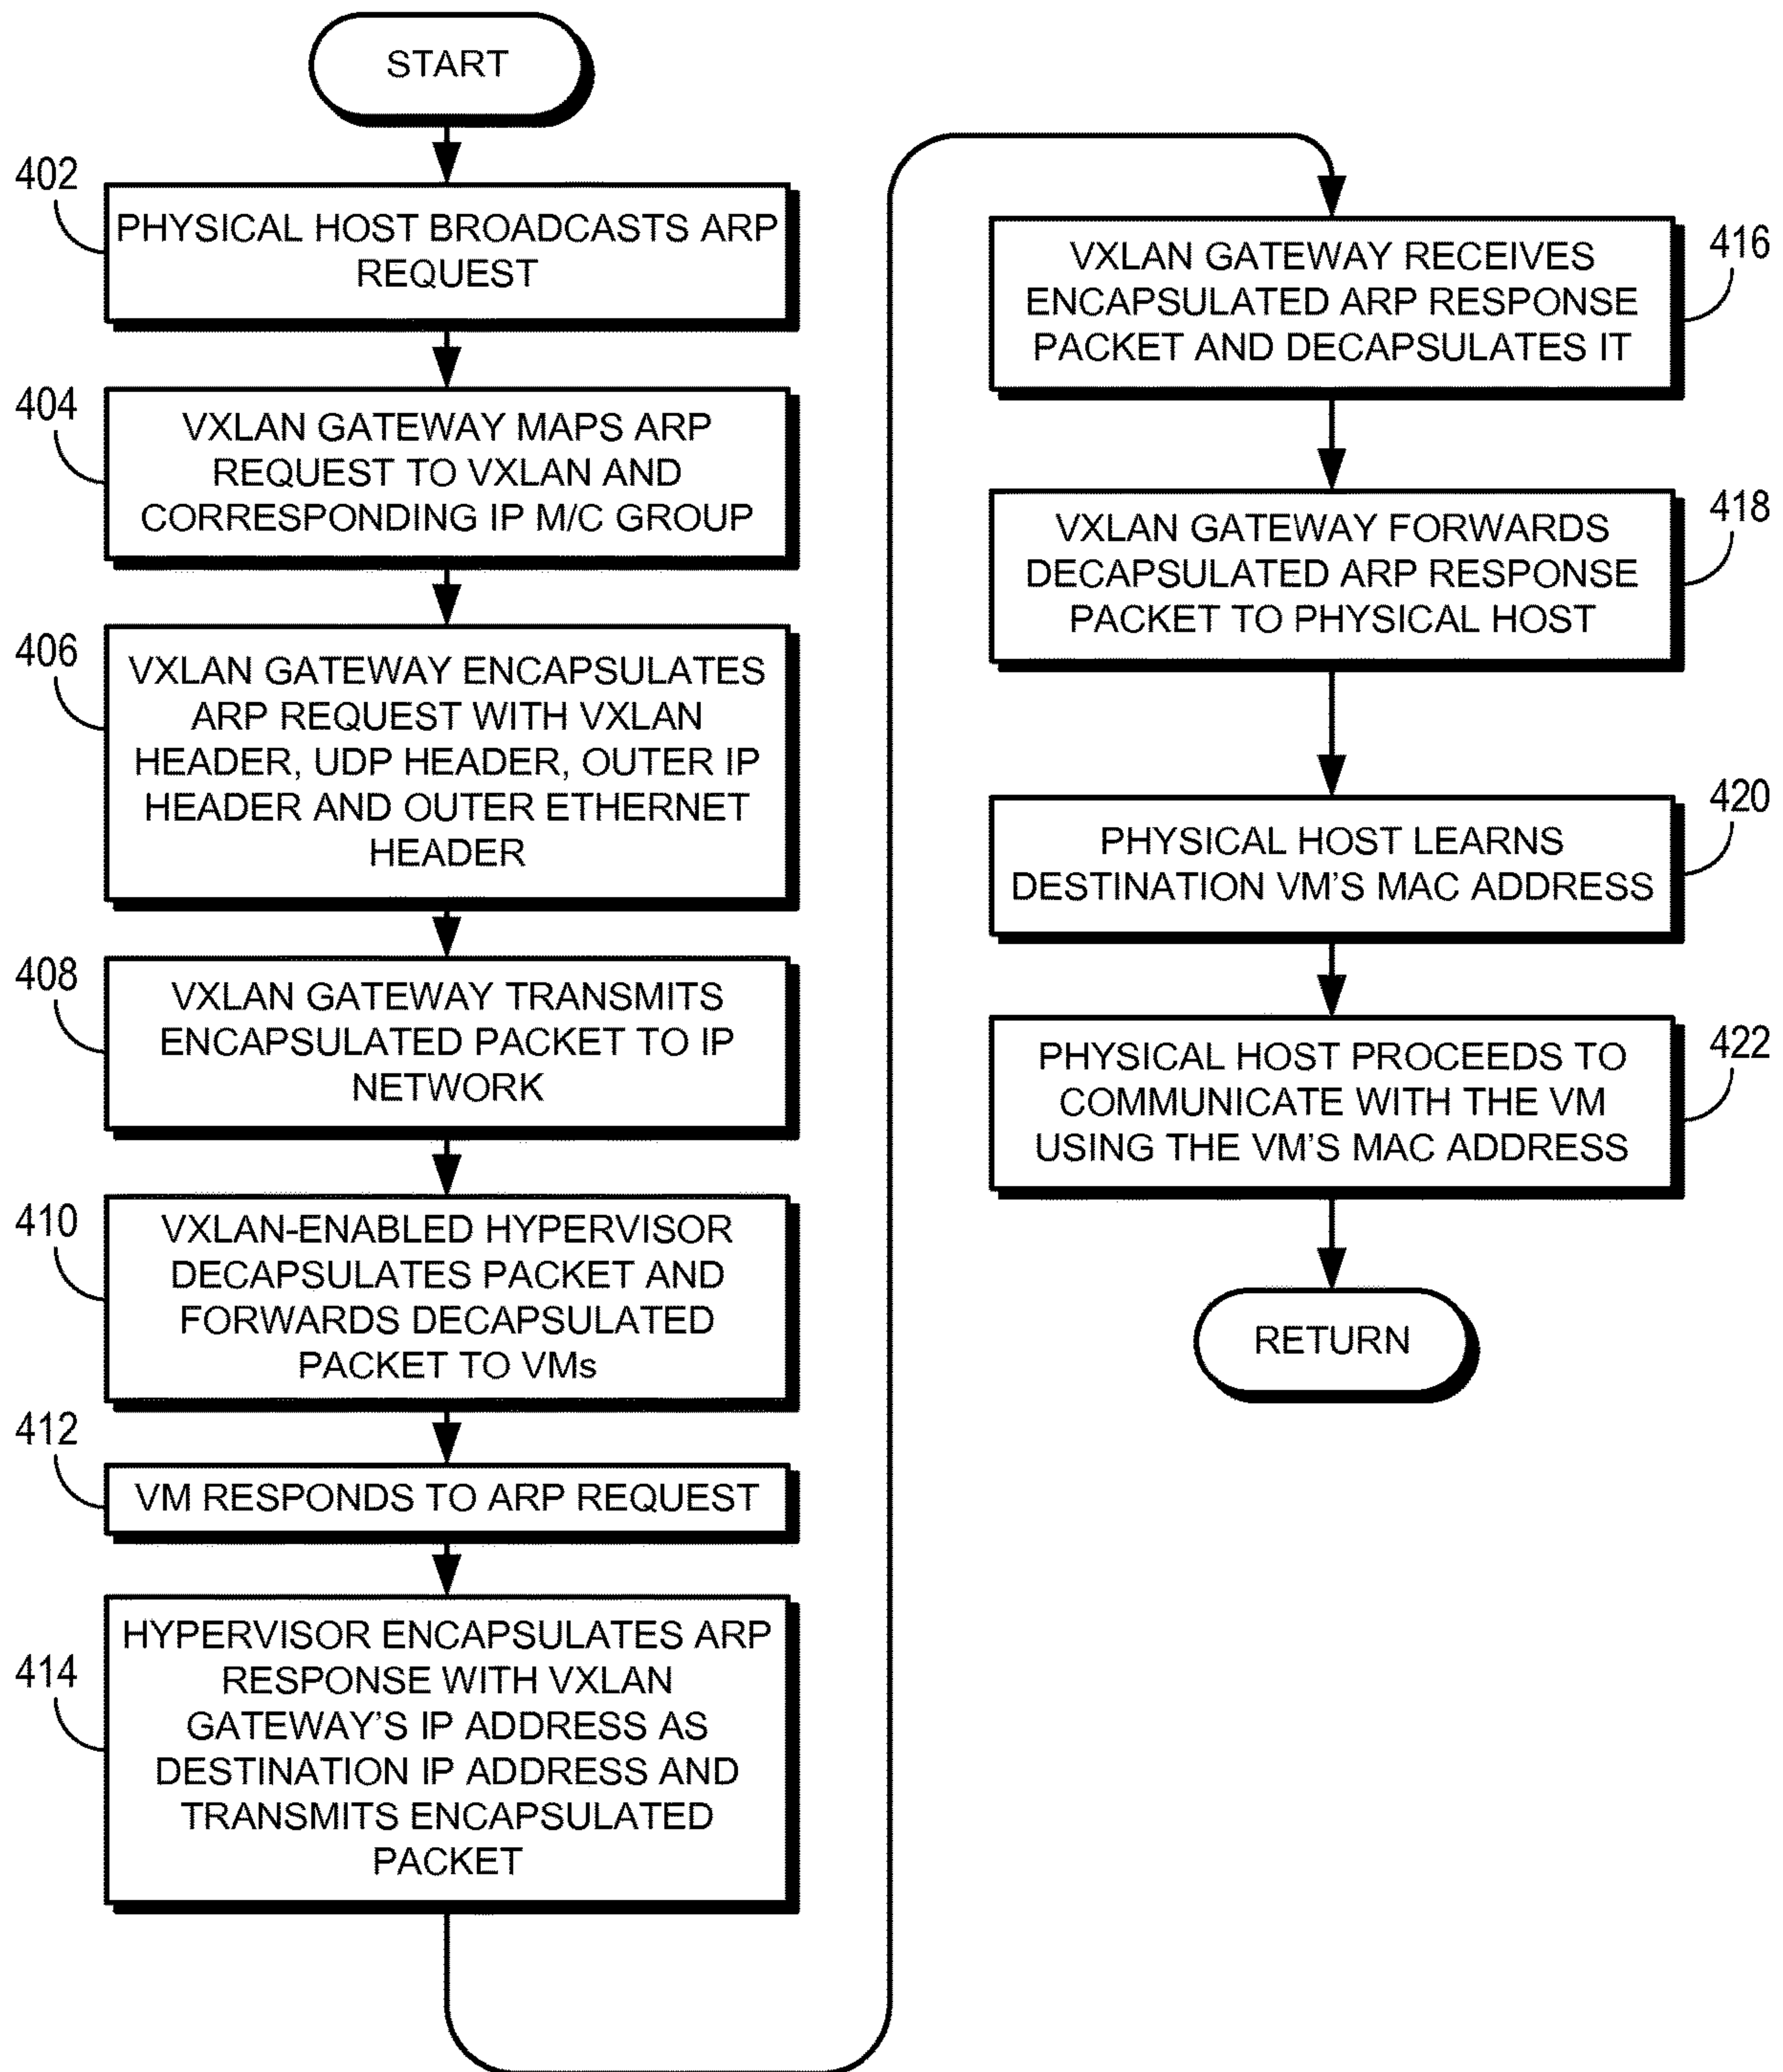 START
402
PHYSICAL HOST BROADCASTS ARP
REQUEST
404
VXLAN GATEWAY MAPS ARP
REQUEST TO VXLAN AND
CORRESPONDING IP M/C GROUP
406
VXLAN GATEWAY ENCAPSULATES
ARP REQUEST WITH VXLAN
HEADER, UDP HEADER, OUTER IP
HEADER AND OUTER ETHERNET
HEADER
408
VXLAN GATEWAY TRANSMITS
ENCAPSULATED PACKET TO IP
NETWORK
410
VXLAN-ENABLED HYPERVISOR
DECAPSULATES PACKET AND
FORWARDS DECAPSULATED
PACKET TO VMs
412
VM RESPONDS TO ARP REQUEST
414
HYPERVISOR ENCAPSULATES ARP
RESPONSE WITH VXLAN
GATEWAY'S IP ADDRESS AS
DESTINATION IP ADDRESS AND
TRANSMITS ENCAPSULATED
PACKET
416
VXLAN GATEWAY RECEIVES
ENCAPSULATED ARP RESPONSE
PACKET AND DECAPSULATES IT
418
VXLAN GATEWAY FORWARDS
DECAPSULATED ARP RESPONSE
PACKET TO PHYSICAL HOST
420
PHYSICAL HOST LEARNS
DESTINATION VM'S MAC ADDRESS
422
PHYSICAL HOST PROCEEDS TO
COMMUNICATE WITH THE VM
USING THE VM'S MAC ADDRESS
RETURN